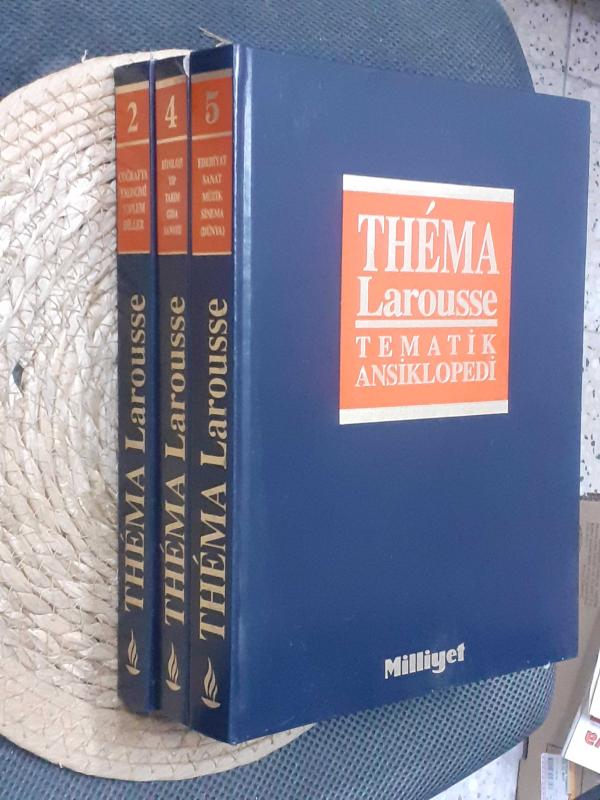 2
COĞRAFYA
EKONOMİ
TOPLUM
DİLLER
THÉMA Larousse
4
BİYOLOJİ
TIP
TARIM
GIDA
SANAYİİ
THÉMA Larousse
5
EDEBİYAT
SANAT
MÜZİK
SİNEMA
(DÜNYA)
THÉMA Larousse
THÉMA
Larousse
TEMATİK
ANSİKLOPEDİ
Milliyet